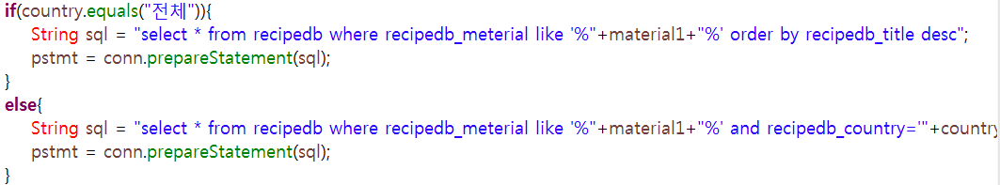 if(country.equals("전체")){
String sql = "select * from recipedb where recipedb_meterial like '%"+material1+"%' order by recipedb_title desc";
pstmt = conn.prepareStatement(sql);
}
else{
String sql = "select * from recipedb where recipedb_meterial like '%"+material1+"%' and recipedb_country='"+country
pstmt = conn.prepareStatement(sql);
}